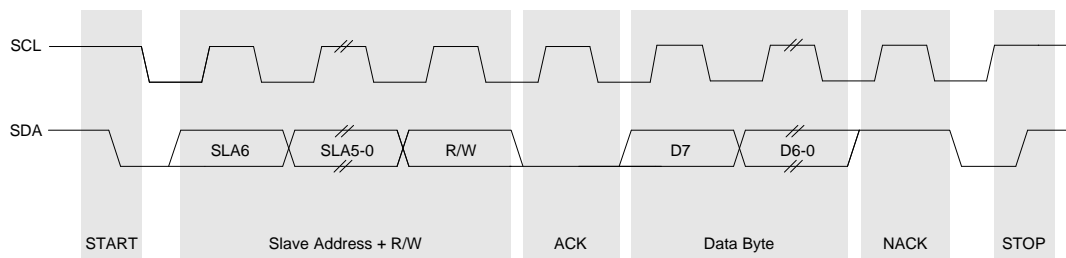 SCL
SDA
SLA6 SLA5-0 R/W D7 D6-0
START Slave Address + R/W ACK Data Byte NACK STOP